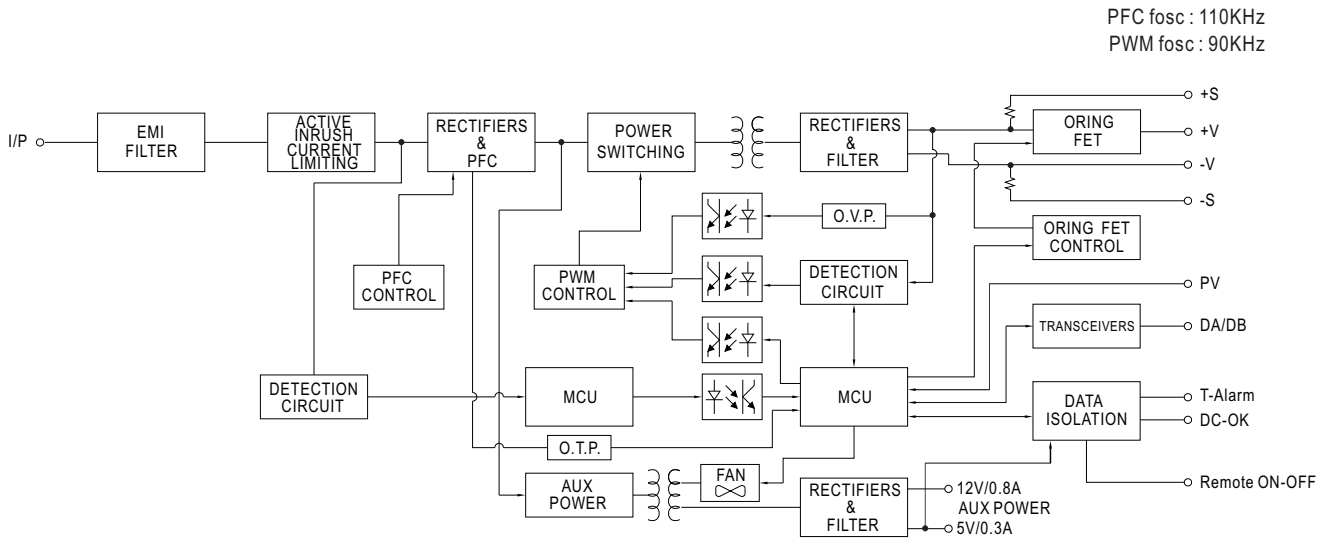 PFC fosc : 110KHz
PWM fosc : 90KHz
I/P
EMI
FILTER
ACTIVE
INRUSH
CURRENT
LIMITING
RECTIFIERS
&
PFC
POWER
SWITCHING
RECTIFIERS
&
FILTER
ORING
FET
+S
+V
-V
-S
O.V.P.
ORING FET
CONTROL
PFC
CONTROL
PWM
CONTROL
DETECTION
CIRCUIT
PV
TRANSCEIVERS
DA/DB
DETECTION
CIRCUIT
MCU
MCU
DATA
ISOLATION
T-Alarm
DC-OK
O.T.P.
AUX
POWER
FAN
RECTIFIERS
&
FILTER
12V/0.8A
AUX POWER
5V/0.3A
Remote ON-OFF